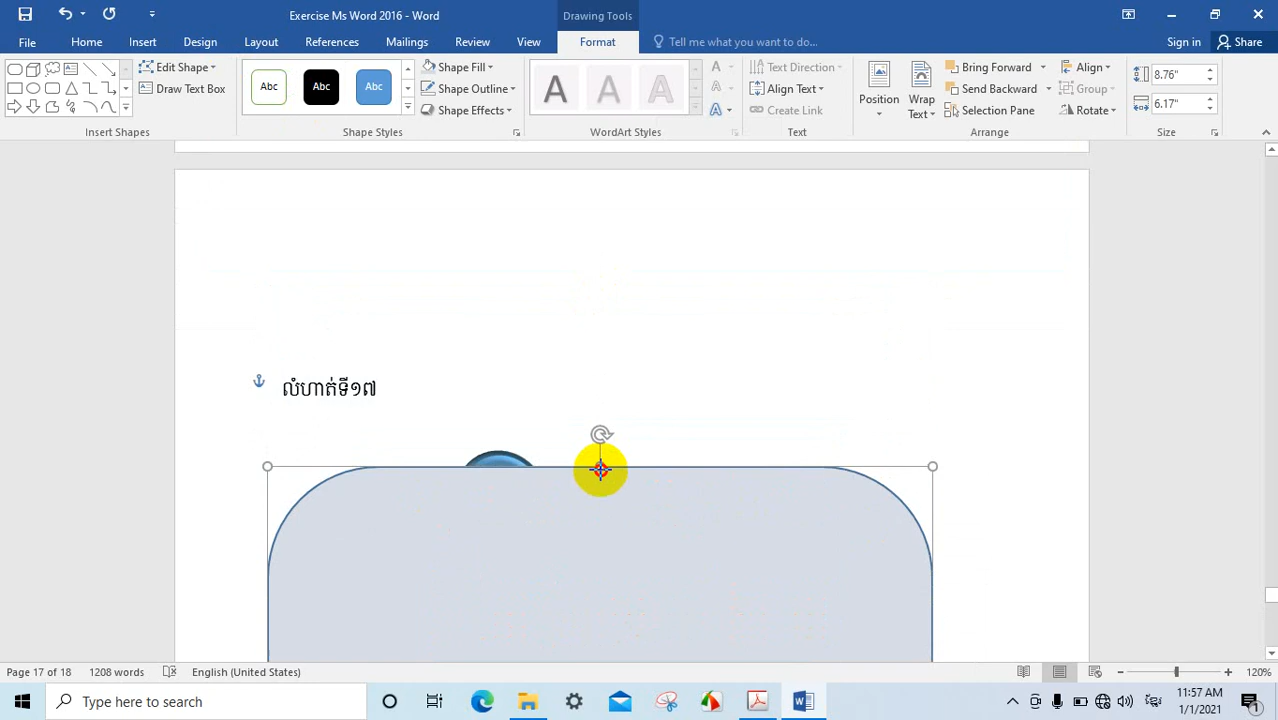 Exercise Ms Word 2016 - Word
Drawing Tools
File Home Insert Design Layout References Mailings Review View Format Tell me what you want to do... Sign in Share
Edit Shape
Draw Text Box
Insert Shapes
Abc Abc Abc
Shape Fill
Shape Outline
Shape Effects
Shape Styles
A A A
A
A
A
WordArt Styles
Text Direction
Align Text
Create Link
Text
Position
Wrap Text
Bring Forward
Send Backward
Selection Pane
Align
Group
Rotate
Arrange
8.76"
6.17"
Size
លំហាត់ទី១៧
Page 17 of 18 1208 words English (United States) 120%
Type here to search
11:57 AM
1/1/2021
1